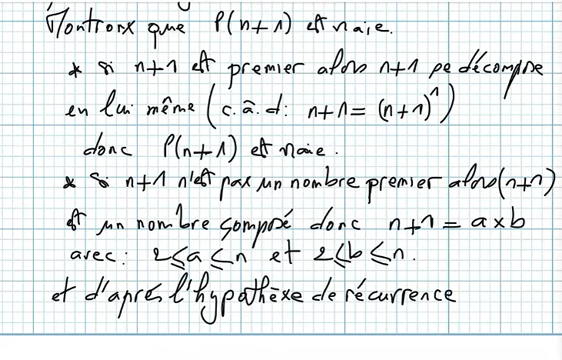 Montrons que P(n+1) est vraie.
* si n+1 est premier alors n+1 se décompose
en lui même (c.à.d: n+1 = (n+1)¹)
donc P(n+1) est vraie.
* si n+1 n'est pas un nombre premier alors (n+1)
est un nombre composé donc n+1 = a×b
avec: 2≤a≤n et 2≤b≤n.
et d'après l'hypothèse de récurrence